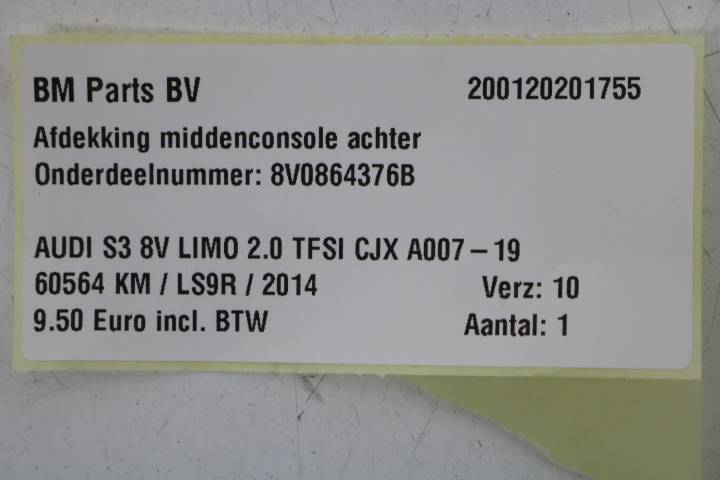 BM Parts BV 200120201755
Afdekking middenconsole achter
Onderdeelnummer: 8V0864376B
AUDI S3 8V LIMO 2.0 TFSI CJX A007-19
60564 KM / LS9R / 2014 Verz: 10
9.50 Euro incl. BTW Aantal: 1